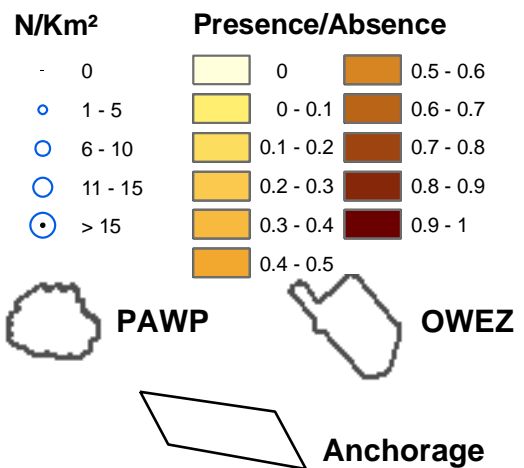 N/Km² Presence/Absence
- 0
1 - 5
6 - 10
11 - 15
> 15
0
0 - 0.1
0.1 - 0.2
0.2 - 0.3
0.3 - 0.4
0.4 - 0.5
0.5 - 0.6
0.6 - 0.7
0.7 - 0.8
0.8 - 0.9
0.9 - 1
PAWP
OWEZ
Anchorage